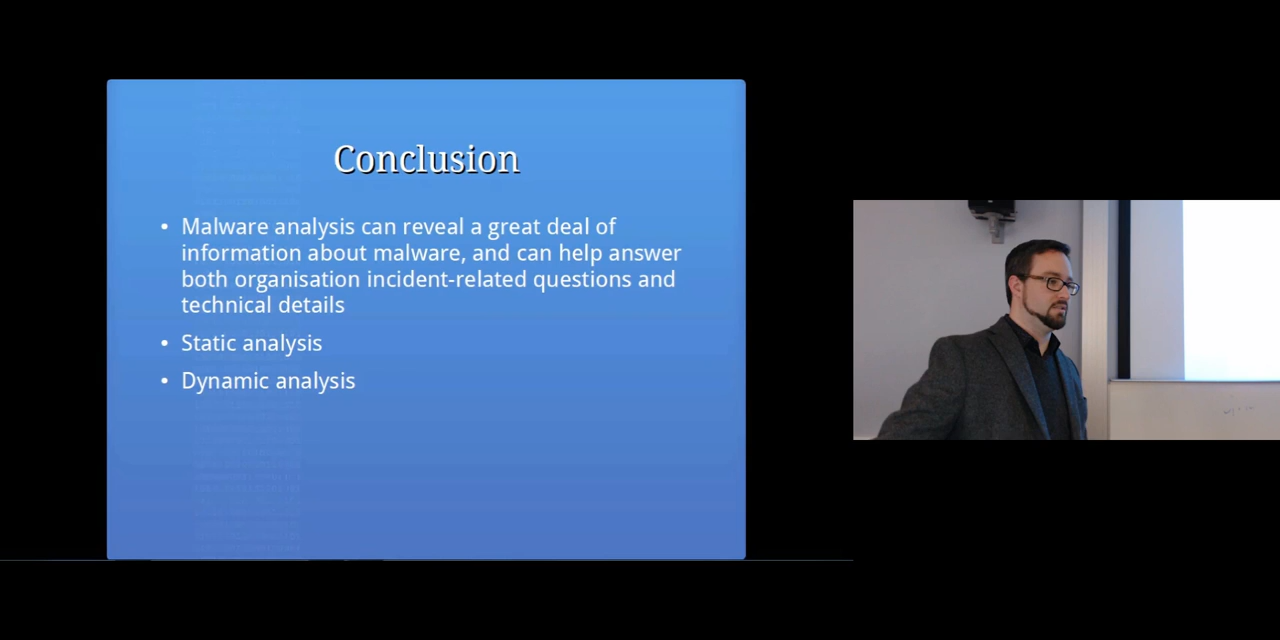 Conclusion
• Malware analysis can reveal a great deal of
information about malware, and can help answer
both organisation incident-related questions and
technical details
• Static analysis
• Dynamic analysis